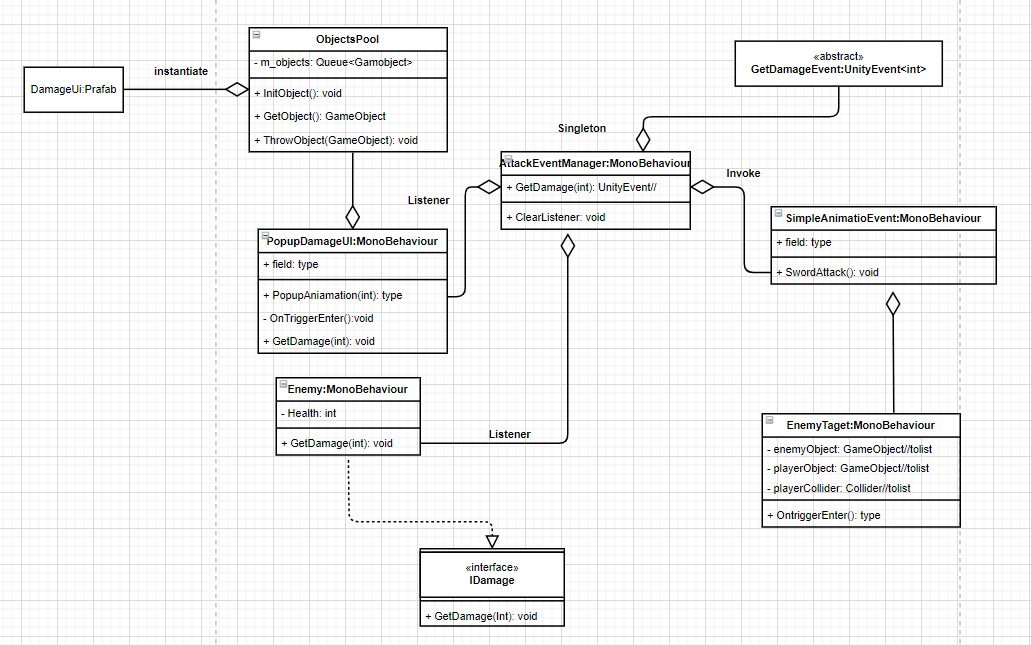 ObjectsPool
- m_objects: Queue<Gamobject>
+ InitObject(): void
+ GetObject(): GameObject
+ ThrowObject(GameObject): void
instantiate
DamageUi:Prafab
«abstract»
GetDamageEvent:UnityEvent<int>
Singleton
AttackEventManager:MonoBehaviour
+ GetDamage(int): UnityEvent//
+ ClearListener: void
Invoke
Listener
SimpleAnimatioEvent:MonoBehaviour
+ field: type
+ SwordAttack(): void
PopupDamageUI:MonoBehaviour
+ field: type
+ PopupAniamation(int): type
- OnTriggerEnter():void
+ GetDamage(int): void
Enemy:MonoBehaviour
- Health: int
+ GetDamage(int): void
Listener
EnemyTaget:MonoBehaviour
- enemyObject: GameObject//tolist
- playerObject: GameObject//tolist
- playerCollider: Collider//tolist
+ OntriggerEnter(): type
«interface»
IDamage
+ GetDamage(Int): void